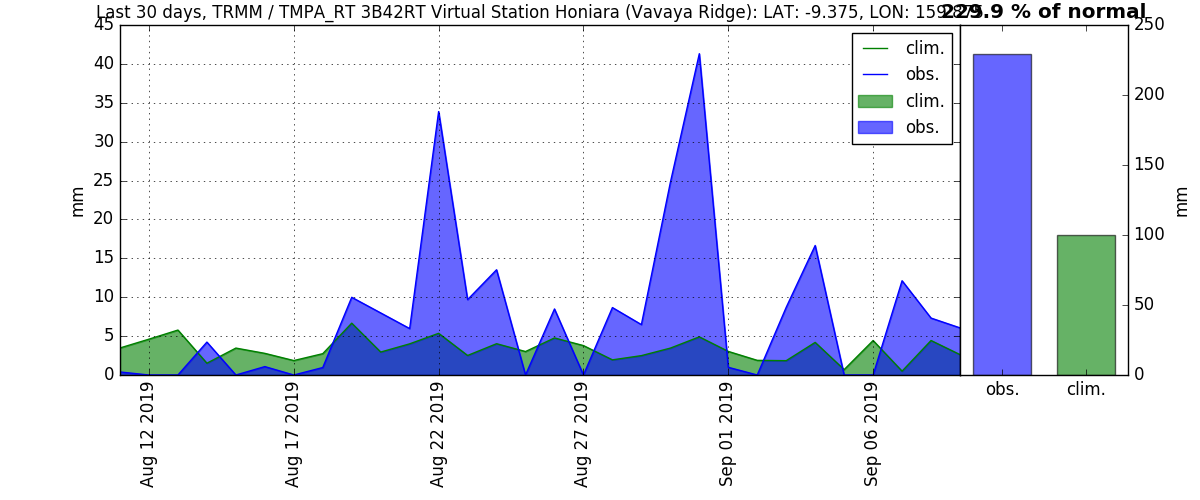 Last 30 days, TRMM / TMPA_RT 3B42RT Virtual Station Honiara (Vavaya Ridge): LAT: -9.375, LON:
229.9 % of normal
45
40
35
30
25
20
15
10
5
0
mm
clim.
obs.
clim.
obs.
Aug 12 2019
Aug 17 2019
Aug 22 2019
Aug 27 2019
Sep 01 2019
Sep 06 2019
250
200
150
100
50
0
mm
obs.
clim.